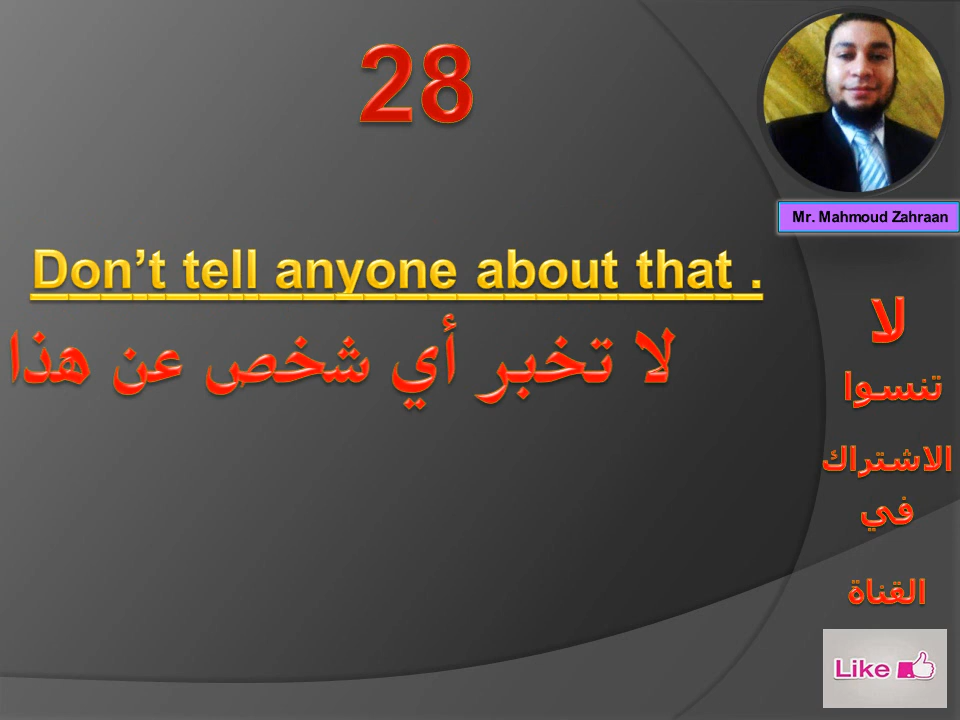 28
Mr. Mahmoud Zahraan
Don’t tell anyone about that .
لا تخبر أي شخص عن هذا
لا
تنسوا
الاشتراك
في
القناة
Like